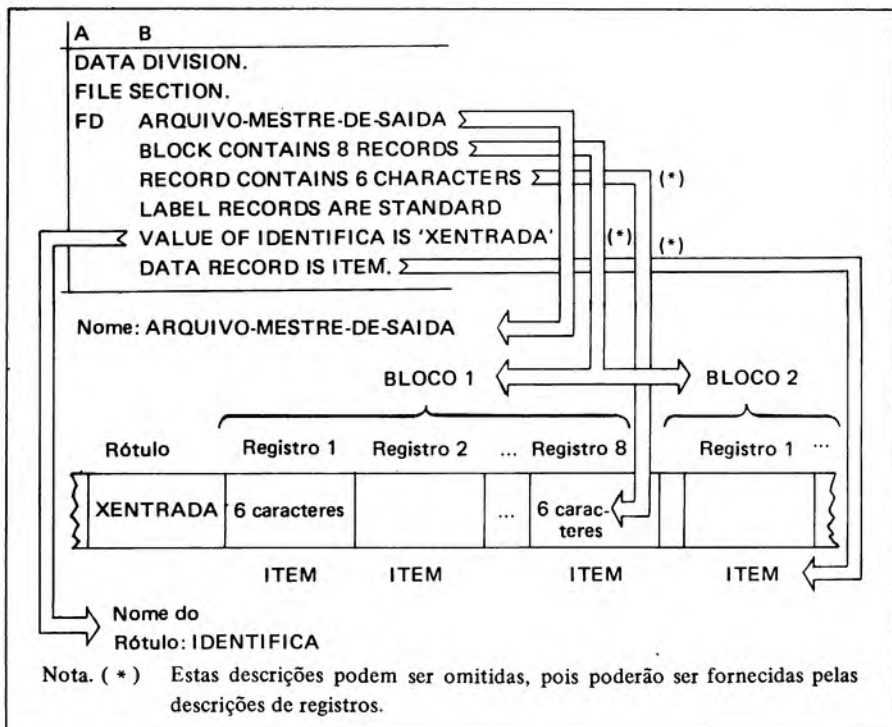 A B
DATA DIVISION.
FILE SECTION.
FD ARQUIVO-MESTRE-DE-SAIDA
BLOCK CONTAINS 8 RECORDS
RECORD CONTAINS 6 CHARACTERS (*)
LABEL RECORDS ARE STANDARD
VALUE OF IDENTIFICA IS 'XENTRADA' (*)
DATA RECORD IS ITEM. (*)
Nome: ARQUIVO-MESTRE-DE-SAIDA
BLOCO 1 BLOCO 2
Rótulo Registro 1 Registro 2 ... Registro 8 Registro 1 ...
XENTRADA 6 caracteres ... 6 carac-
teres
ITEM ITEM ITEM ITEM
Nome do
Rótulo: IDENTIFICA
Nota. ( * ) Estas descrições podem ser omitidas, pois poderão ser fornecidas pelas
descrições de registros.